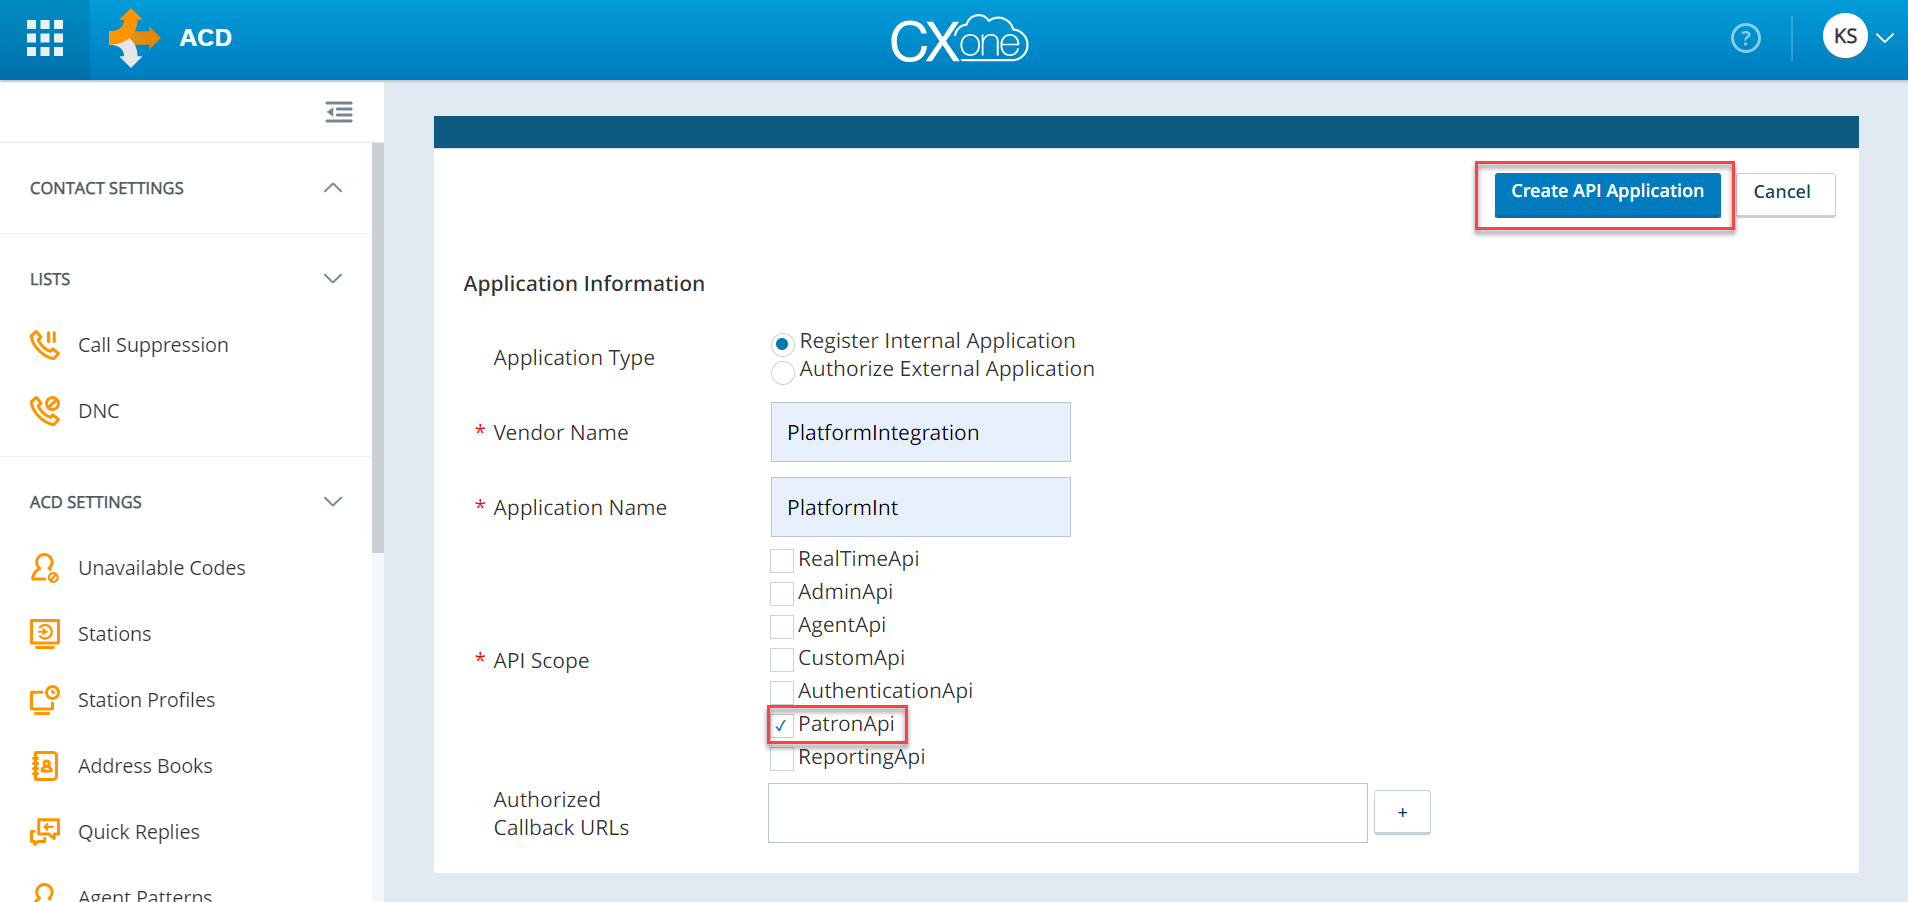 ACD
CXone
?
KS
CONTACT SETTINGS
LISTS
Call Suppression
DNC
ACD SETTINGS
Unavailable Codes
Stations
Station Profiles
Address Books
Quick Replies
Agent Patterns
Create API Application
Cancel
Application Information
Application Type
Register Internal Application
Authorize External Application
* Vendor Name
PlatformIntegration
* Application Name
PlatformInt
* API Scope
RealTimeApi
AdminApi
AgentApi
CustomApi
AuthenticationApi
PatronApi
ReportingApi
Authorized
Callback URLs
+